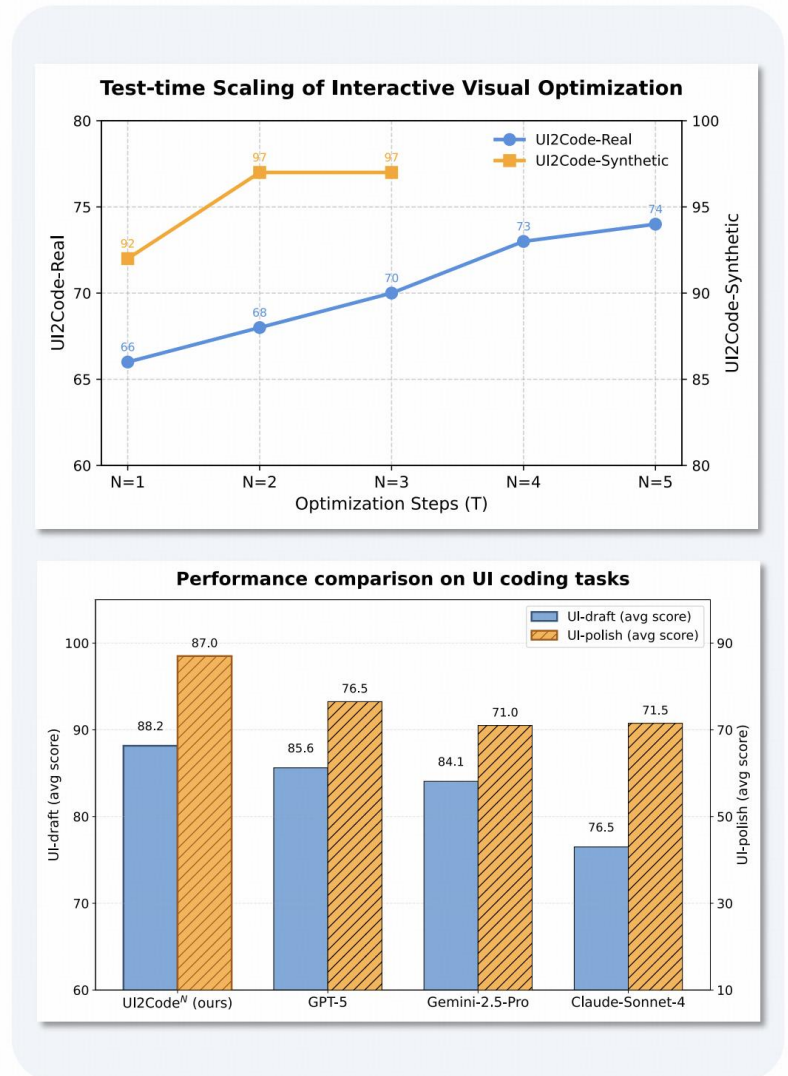 Test-time Scaling of Interactive Visual Optimization
80
100
UI2Code-Real
UI2Code-Synthetic
97
97
92
75
95
74
73
70
90
70
68
66
65
85
60
80
UI2Code-Real
UI2Code-Synthetic
N=1
N=2
N=3
N=4
N=5
Optimization Steps (T)
Performance comparison on UI coding tasks
UI-draft (avg score)
UI-polish (avg score)
100
90
87.0
88.2
76.5
85.6
71.0
84.1
71.5
76.5
90
70
80
50
70
30
60
10
UI-draft (avg score)
UI-polish (avg score)
UI2Codeᴺ (ours)
GPT-5
Gemini-2.5-Pro
Claude-Sonnet-4